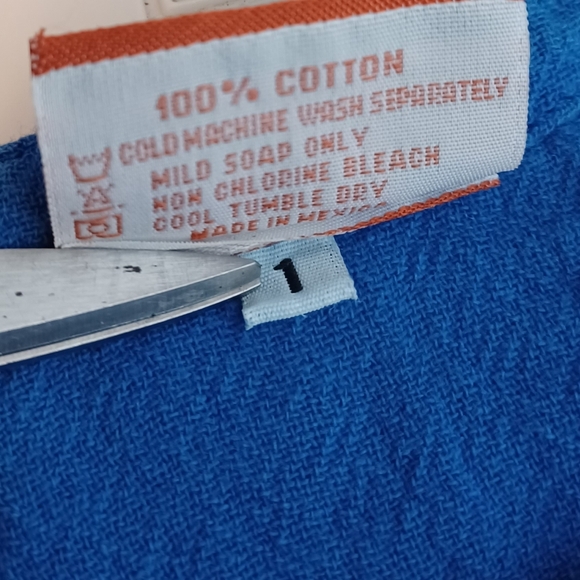 100% COTTON
COLD MACHINE WASH SEPARATELY
MILD SOAP ONLY
NON CHLORINE BLEACH
COOL TUMBLE DRY
MADE IN MEXICO
1